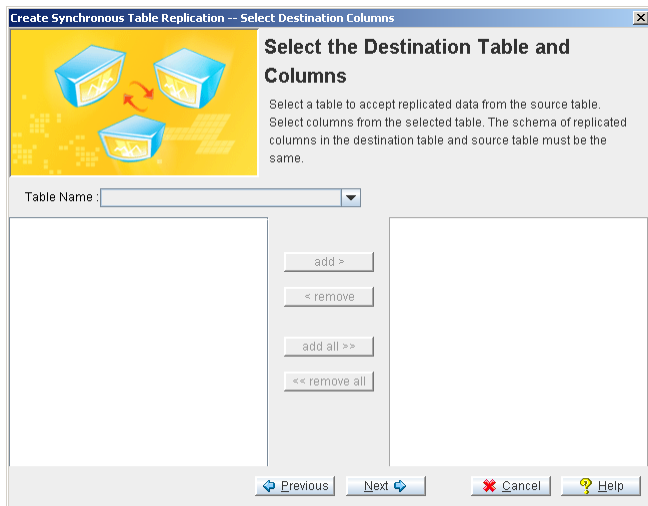 Create Synchronous Table Replication -- Select Destination Columns
Select the Destination Table and
Columns
Select a table to accept replicated data from the source table.
Select columns from the selected table. The schema of replicated
columns in the destination table and source table must be the
same.
Table Name :
add >
< remove
add all >>
<< remove all
Previous Next Cancel Help